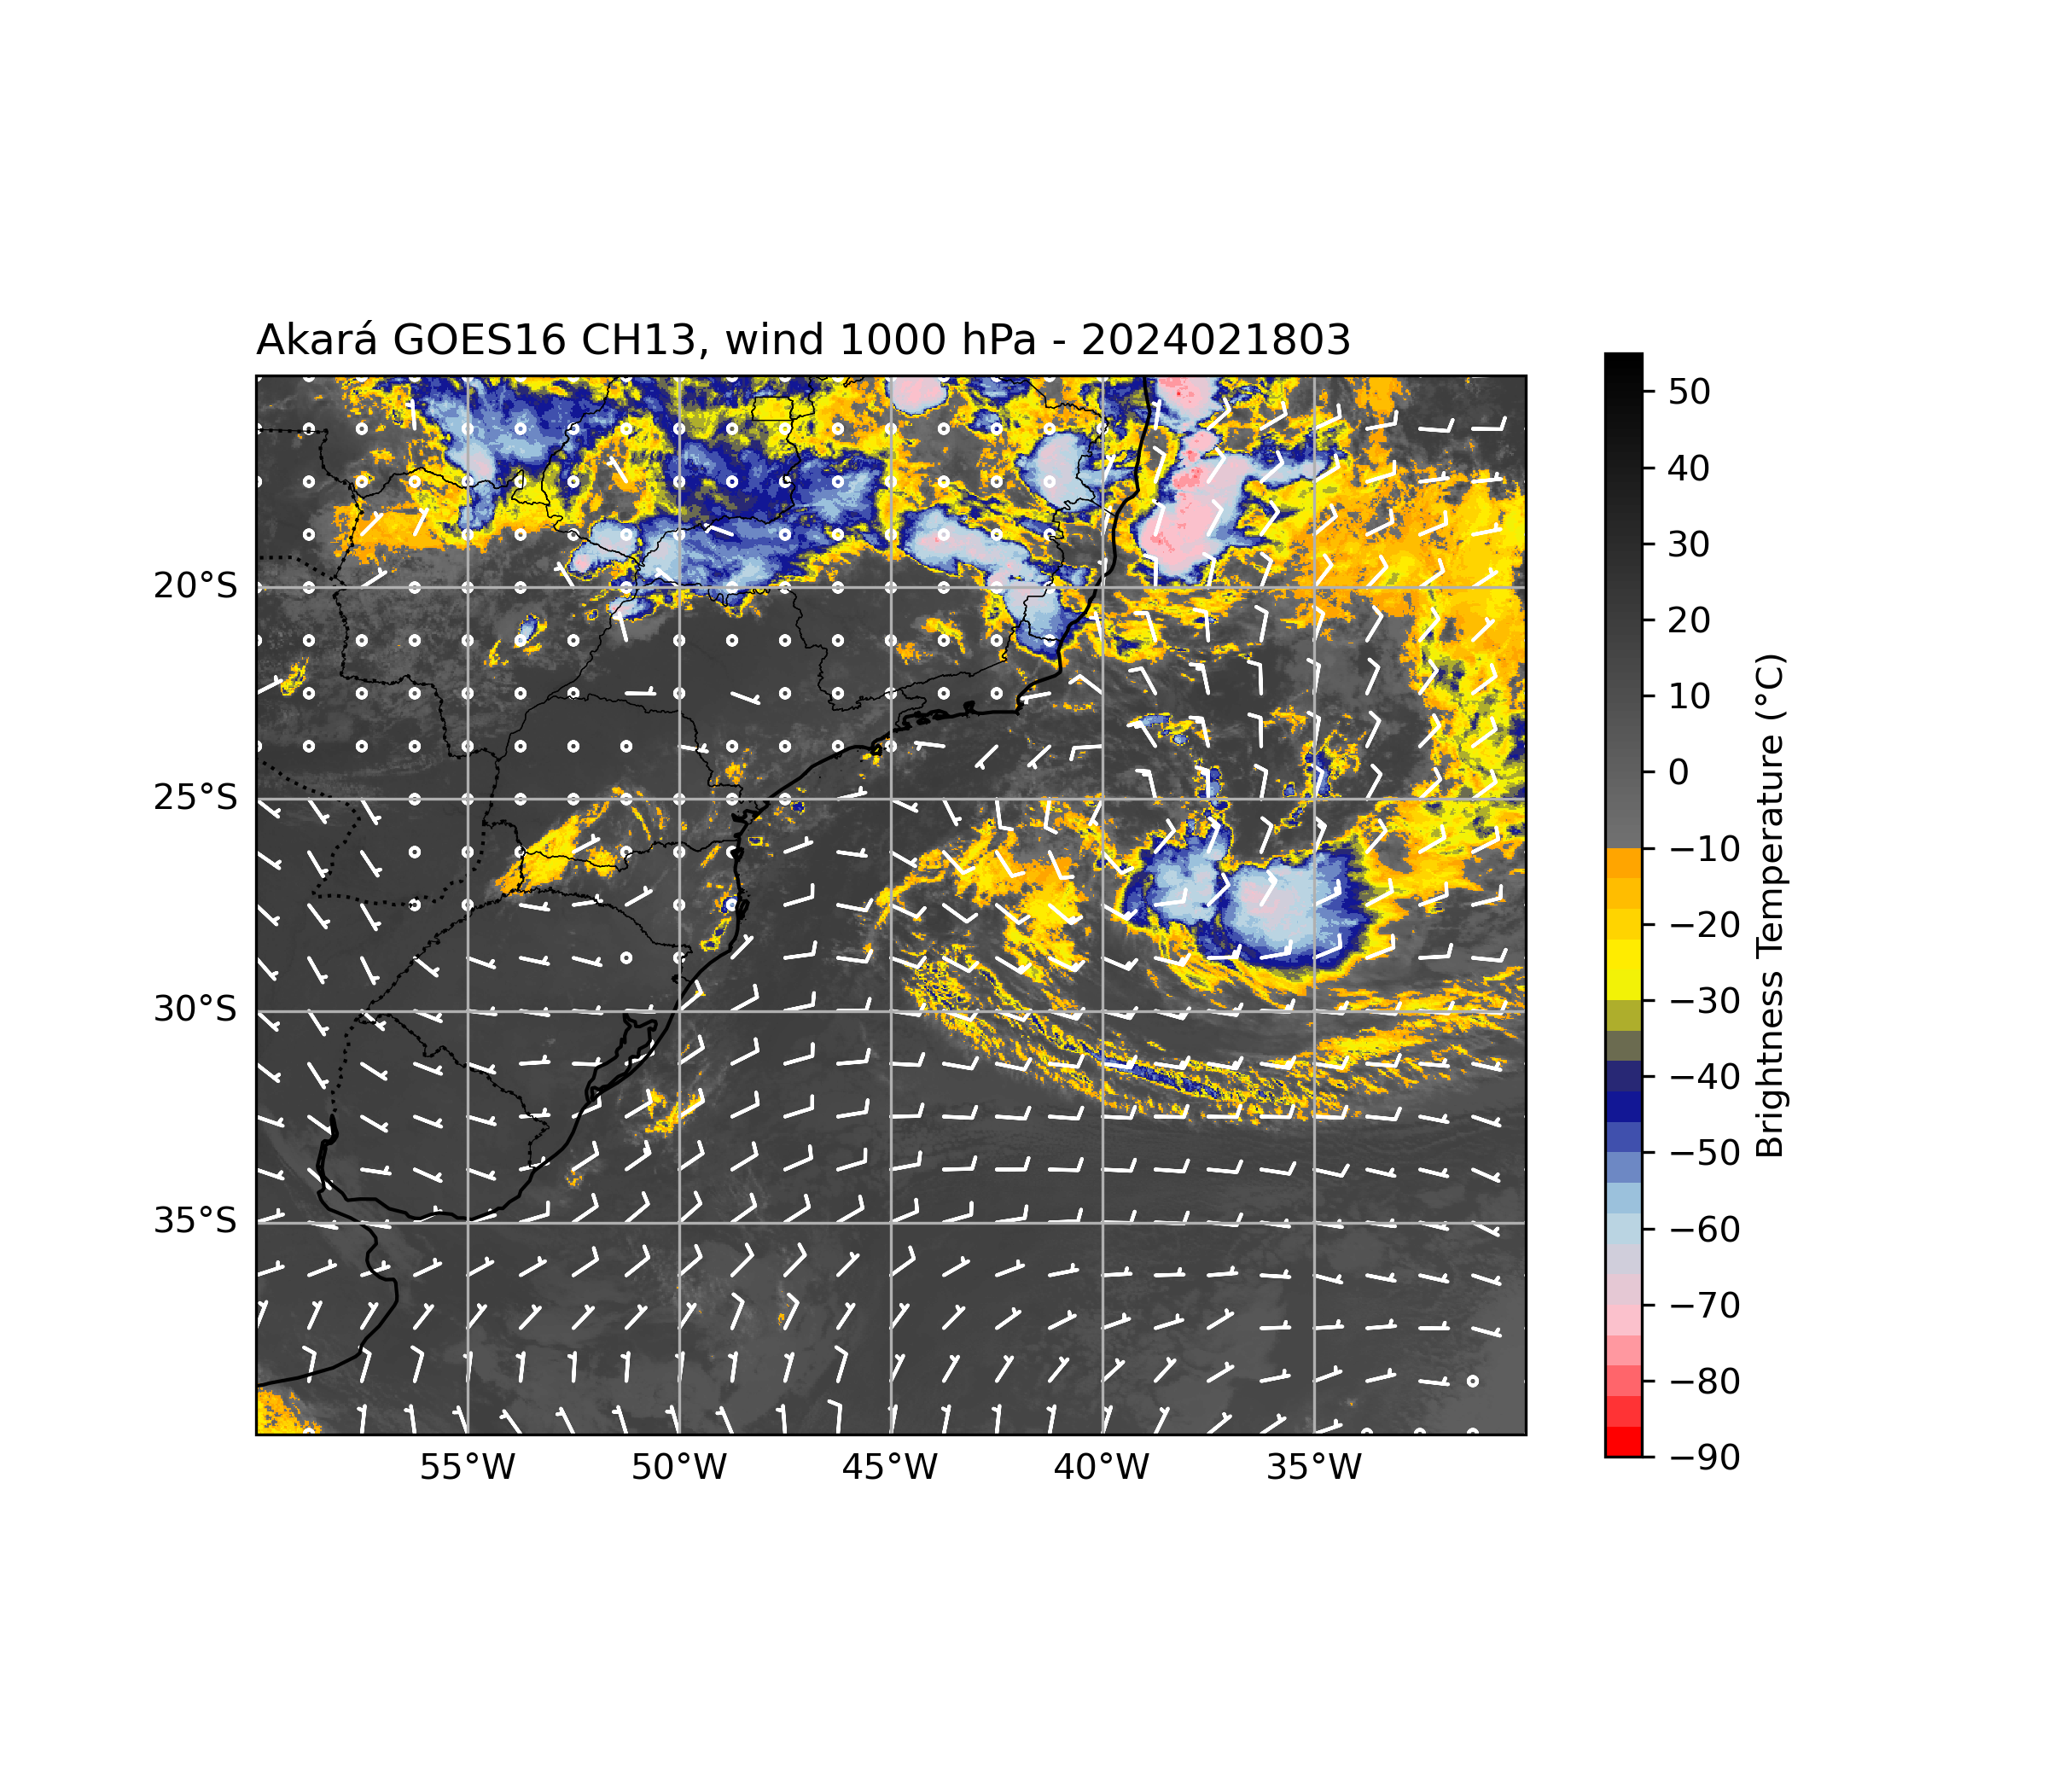 Akará GOES16 CH13, wind 1000 hPa - 2024021803
20°S
25°S
30°S
35°S
55°W
50°W
45°W
40°W
35°W
50
40
30
20
10
0
−10
−20
−30
−40
−50
−60
−70
−80
−90
Brightness Temperature (°C)